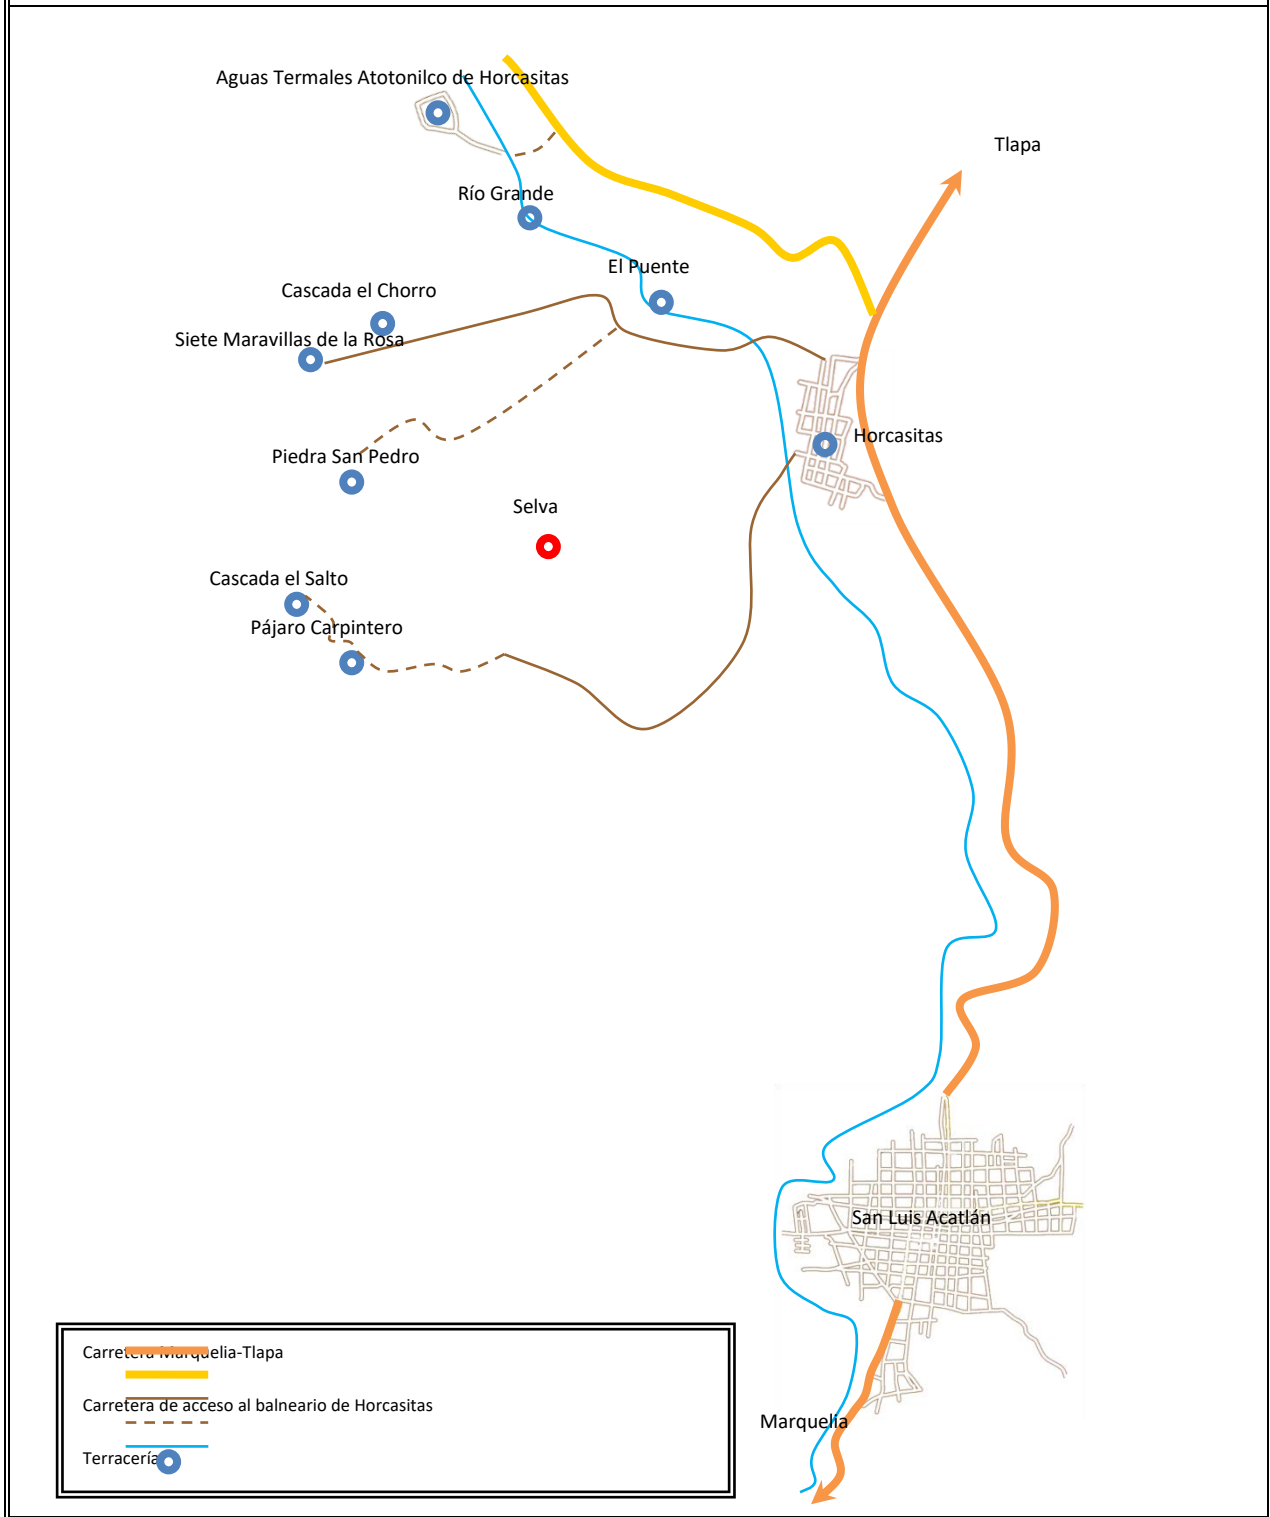 Aguas Termales Atotonilco de Horcasitas
Tlapa
Río Grande
El Puente
Cascada el Chorro
Siete Maravillas de la Rosa
Horcasitas
Piedra San Pedro
Selva
Cascada el Salto
Pájaro Carpintero
San Luis Acatlán
Carretera Marquelia-Tlapa
Carretera de acceso al balneario de Horcasitas
Marquelia
Terracería